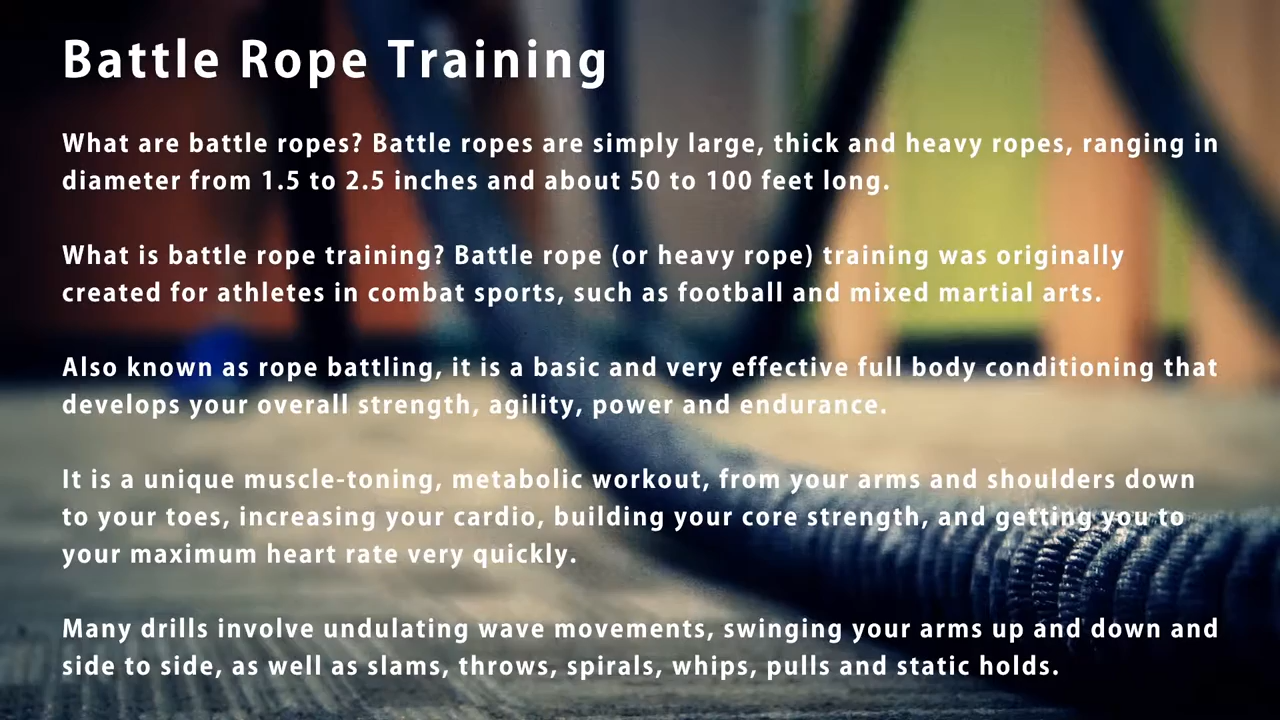 Battle Rope Training
What are battle ropes? Battle ropes are simply large, thick and heavy ropes, ranging in
diameter from 1.5 to 2.5 inches and about 50 to 100 feet long.
What is battle rope training? Battle rope (or heavy rope) training was originally
created for athletes in combat sports, such as football and mixed martial arts.
Also known as rope battling, it is a basic and very effective full body conditioning that
develops your overall strength, agility, power and endurance.
It is a unique muscle-toning, metabolic workout, from your arms and shoulders down
to your toes, increasing your cardio, building your core strength, and getting you to
your maximum heart rate very quickly.
Many drills involve undulating wave movements, swinging your arms up and down and
side to side, as well as slams, throws, spirals, whips, pulls and static holds.